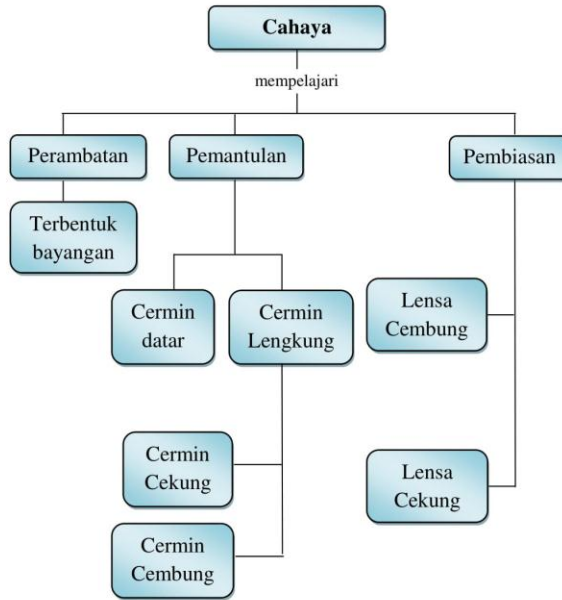 Cahaya
mempelajari
Perambatan
Pemantulan
Pembiasan
Terbentuk
bayangan
Cermin
datar
Cermin
Lengkung
Lensa
Cembung
Cermin
Cekung
Lensa
Cekung
Cermin
Cembung